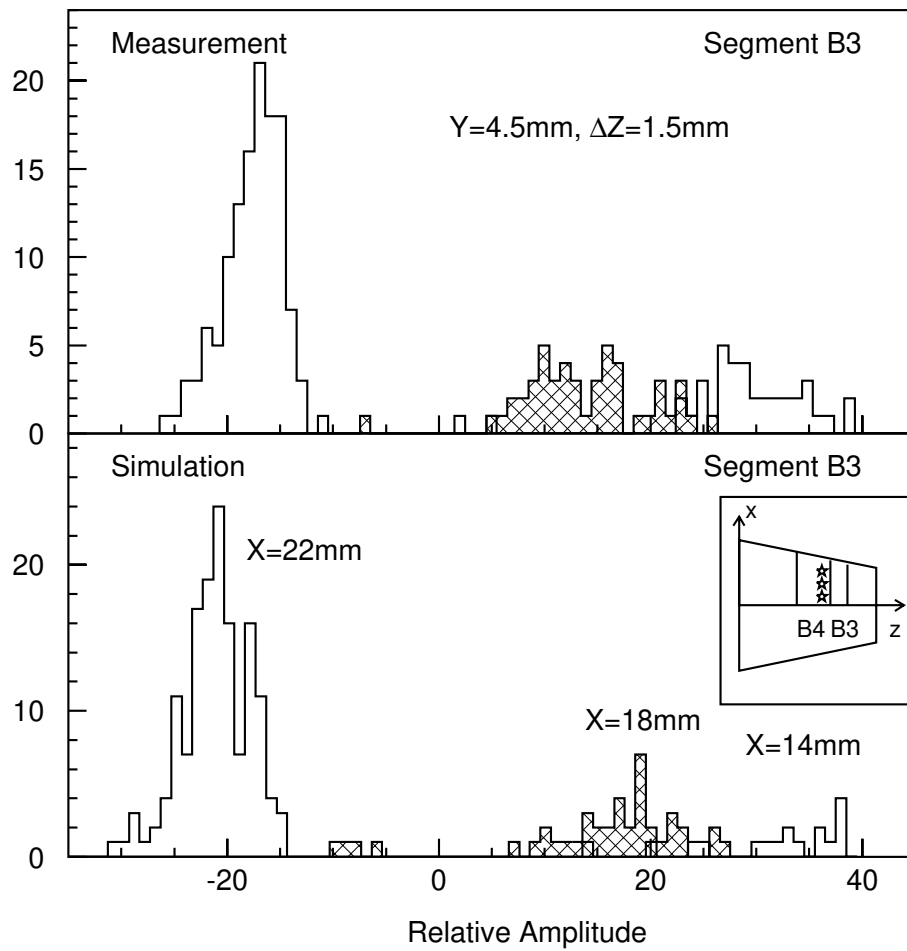 Measurement
Segment B3
Y=4.5mm, ΔZ=1.5mm
20
15
10
5
0
Simulation
Segment B3
X=22mm
20
10
0
x
B4 B3 z
X=18mm
X=14mm
-20 0 20 40
Relative Amplitude